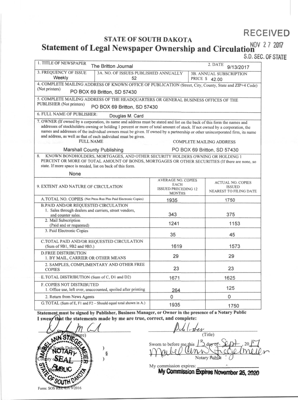 RECEIVED
NOV 27 2017
S.D. SEC. OF STATE
STATE OF SOUTH DAKOTA
Statement of Legal Newspaper Ownership and Circulation
1. TITLE OF NEWSPAPER
The Britton Journal
2. DATE
9/13/2017
3. FREQUENCY OF ISSUE
Weekly
3A. NO. OF ISSUES PUBLISHED ANNUALLY
52
3B. ANNUAL SUBSCRIPTION
PRICE $ 42.00
4. COMPLETE MAILING ADDRESS OF KNOWN OFFICE OF PUBLICATION (Street, City, County, State and ZIP+4 Code)
(Not printers)
PO BOX 69 Britton, SD 57430
5. COMPLETE MAILING ADDRESS OF THE HEADQUARTERS OR GENERAL BUSINESS OFFICES OF THE
PUBLISHER (Not printers)
PO BOX 69 Britton, SD 57430
6. FULL NAME OF PUBLISHER:
Douglas M. Card
7. OWNER (If owned by a corporation, its name and address must be stated and list on the back of this form the names and
addresses of stockholders owning or holding 1 percent or more of total amount of stock. If not owned by a corporation, the
names and addresses of the individual owners must be given. If owned by a partnership or other unincorporated firm, its name
and address, as well as that of each individual must be given.
FULL NAME
COMPLETE MAILING ADDRESS
Marshall County Publishing
PO BOX 69 Britton, SD 57430
8. KNOWN BONDHOLDERS, MORTGAGES, AND OTHER SECURITY HOLDERS OWNING OR HOLDING 1
PERCENT OR MORE OF TOTAL AMOUNT OF BONDS, MORTGAGES OR OTHER SECURITIES (If there are none, so
state. If more space is needed, list on back of this form.
None
9. EXTENT AND NATURE OF CIRCULATION
AVERAGE NO. COPIES
EACH
ISSUES PRECEDING 12
MONTHS
ACTUAL NO. COPIES
ISSUES
NEAREST TO FILING DATE
A. TOTAL NO. COPIES (Net Press Run Plus Paid Electronic Copies)
1935
1750
B. PAID AND/OR REQUESTED CIRCULATION
1. Sales through dealers and carriers, street vendors,
and counter sales.
343
375
2. Mail Subscription
(Paid and or requested)
1241
1153
3. Paid Electronic Copies
35
45
C. TOTAL PAID AND/OR REQUESTED CIRCULATION
(Sum of 9B1, 9B2 and 9B3.)
1619
1573
D. FREE DISTRIBUTION
1. BY MAIL, CARRIER OR OTHER MEANS
29
29
2. SAMPLES, COMPLIMENTARY AND OTHER FREE
COPIES
23
23
E. TOTAL DISTRIBUTION (Sum of C, D1 and D2)
1671
1625
F. COPIES NOT DISTRIBUTED
1. Office use, left over, unaccounted, spoiled after printing
264
125
2. Return from News Agents
0
0
G. TOTAL (Sum of E, F1 and F2 - Should equal total shown in A.)
1935
1750
Statement must be signed by Publisher, Business Manager, or Owner in the presence of a Notary Public
I swear that the statements made by me are true, correct, and complete:
Publisher
(Title)
Sworn to before me this 13 day of Sept. 2017
Notary Public
My commission expires:
My Commission Expires November 25, 2020
NOTARY
SEAL
PUBLIC
SOUTH DAKOTA